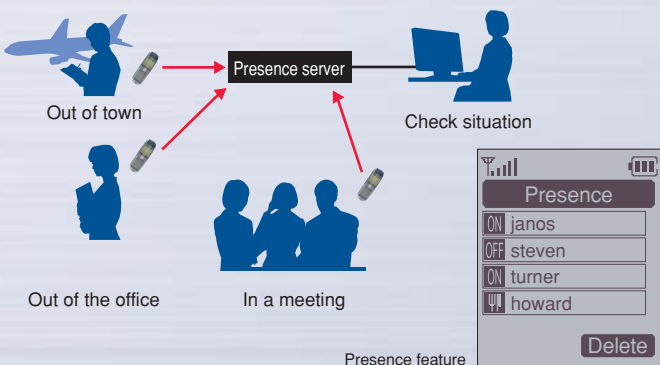 Presence server
Out of town
Check situation
Out of the office
In a meeting
Presence
ON janos
OFF steven
ON turner
howard
Delete
Presence feature